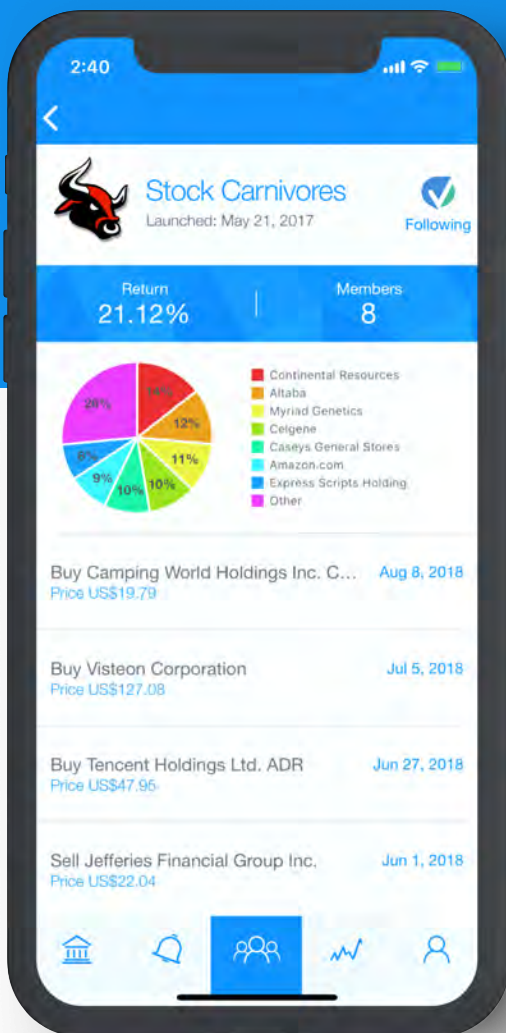 2:40
Stock Carnivores
Launched: May 21, 2017
Following
Return
21.12%
Members
8
14%
12%
11%
10%
10%
9%
8%
26%
Continental Resources
Altaba
Myriad Genetics
Celgene
Caseys General Stores
Amazon.com
Express Scripts Holding
Other
Buy Camping World Holdings Inc. C... Aug 8, 2018
Price US$19.79
Buy Visteon Corporation Jul 5, 2018
Price US$127.08
Buy Tencent Holdings Ltd. ADR Jun 27, 2018
Price US$47.95
Sell Jefferies Financial Group Inc. Jun 1, 2018
Price US$22.04